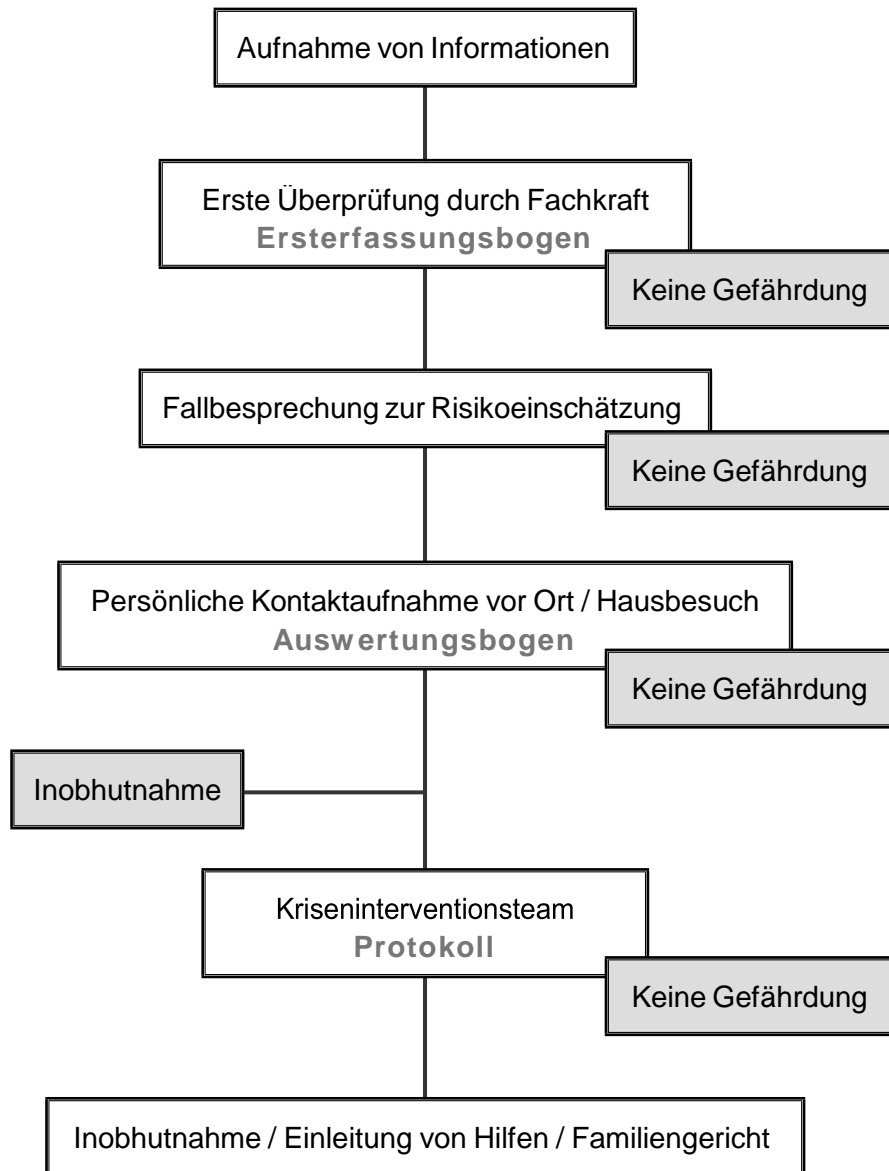 Aufnahme von Informationen
Erste Überprüfung durch Fachkraft
Ersterfassungsbogen
Keine Gefährdung
Fallbesprechung zur Risikoeinschätzung
Keine Gefährdung
Persönliche Kontaktaufnahme vor Ort / Hausbesuch
Auswertungsbogen
Keine Gefährdung
Inobhutnahme
Kriseninterventionsteam
Protokoll
Keine Gefährdung
Inobhutnahme / Einleitung von Hilfen / Familiengericht